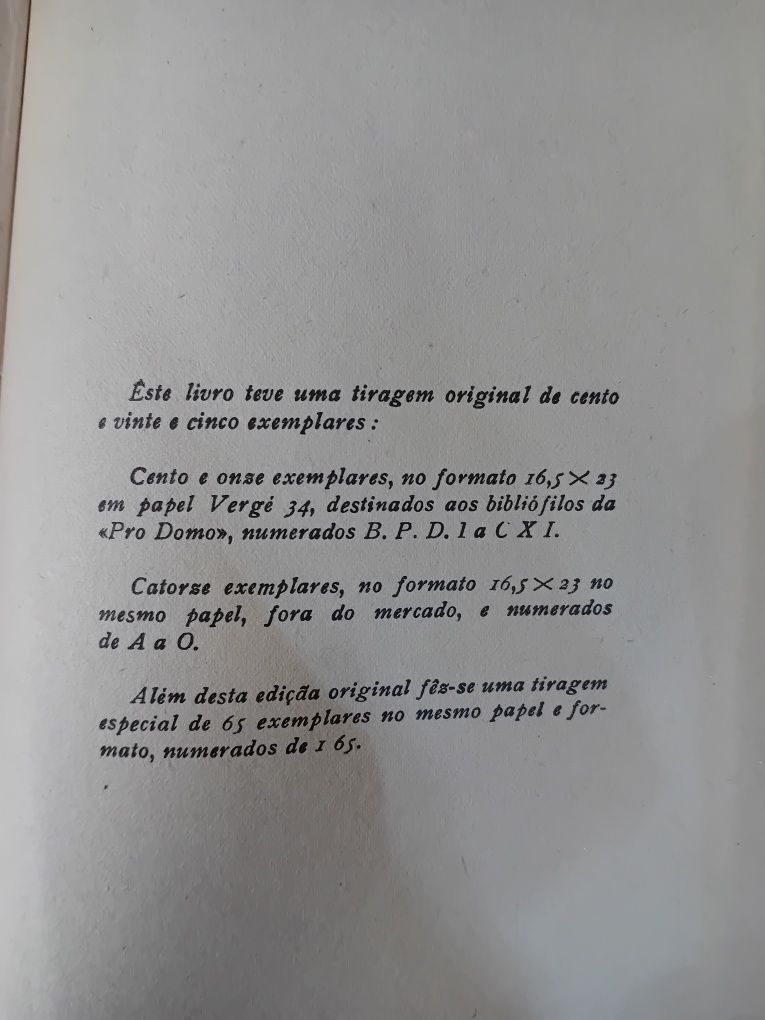 Êste livro teve uma tiragem original de cento
e vinte e cinco exemplares :
Cento e onze exemplares, no formato 16,5 × 23
em papel Vergé 34, destinados aos bibliófilos da
«Pro Domo», numerados B. P. D. 1 a C X I.
Catorze exemplares, no formato 16,5 × 23 no
mesmo papel, fora do mercado, e numerados
de A a O.
Além desta edição original fêz-se uma tiragem
especial de 65 exemplares no mesmo papel e for-
mato, numerados de 1 65.